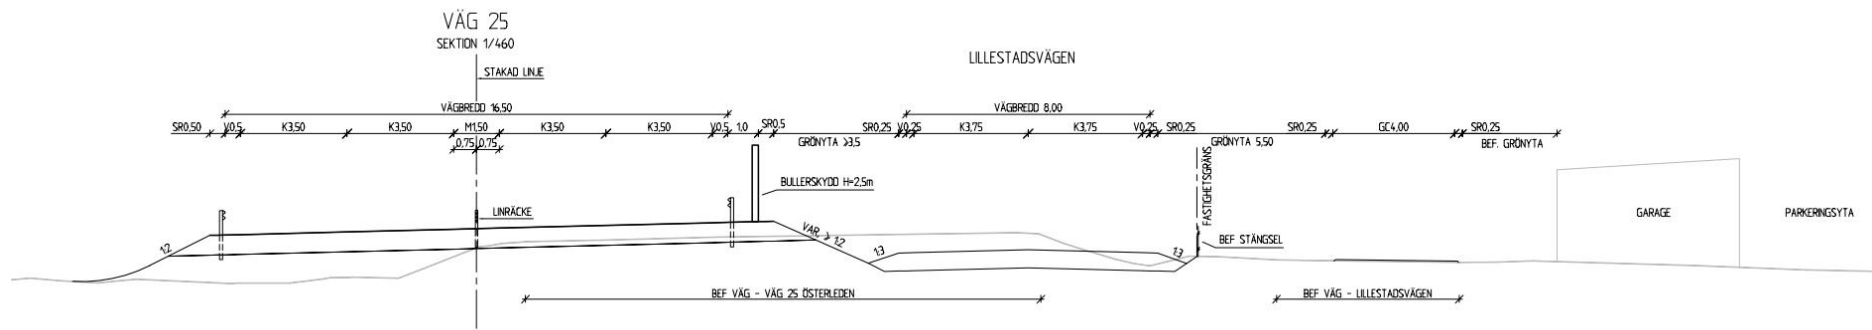 VÄG 25
SEKTION 1/460
LILLESTADSVÄGEN
STAKAD LINJE
VÄGBREDD 16,50
VÄGBREDD 8,00
SR0,50 V0,5 K3,50 K3,50 M1,50 K3,50 K3,50 V0,5 1,0 SR0,5 SR0,25 V0,25 K3,75 K3,75 V0,25 SR0,25 SR0,25 GC4,00 SR0,25
0,75 0,75
GRÖNYTA >3,5
GRÖNYTA 5,50
BEF. GRÖNYTA
BULLERSKYDD H=2,5m
FASTIGHETSGRÄNS
LINRÄCKE
GARAGE
PARKERINGSYTA
1:2
VAR. ≥ 1:2
1:3
1:3
BEF STÄNGSEL
BEF VÄG - VÄG 25 ÖSTERLEDEN
BEF VÄG - LILLESTADSVÄGEN